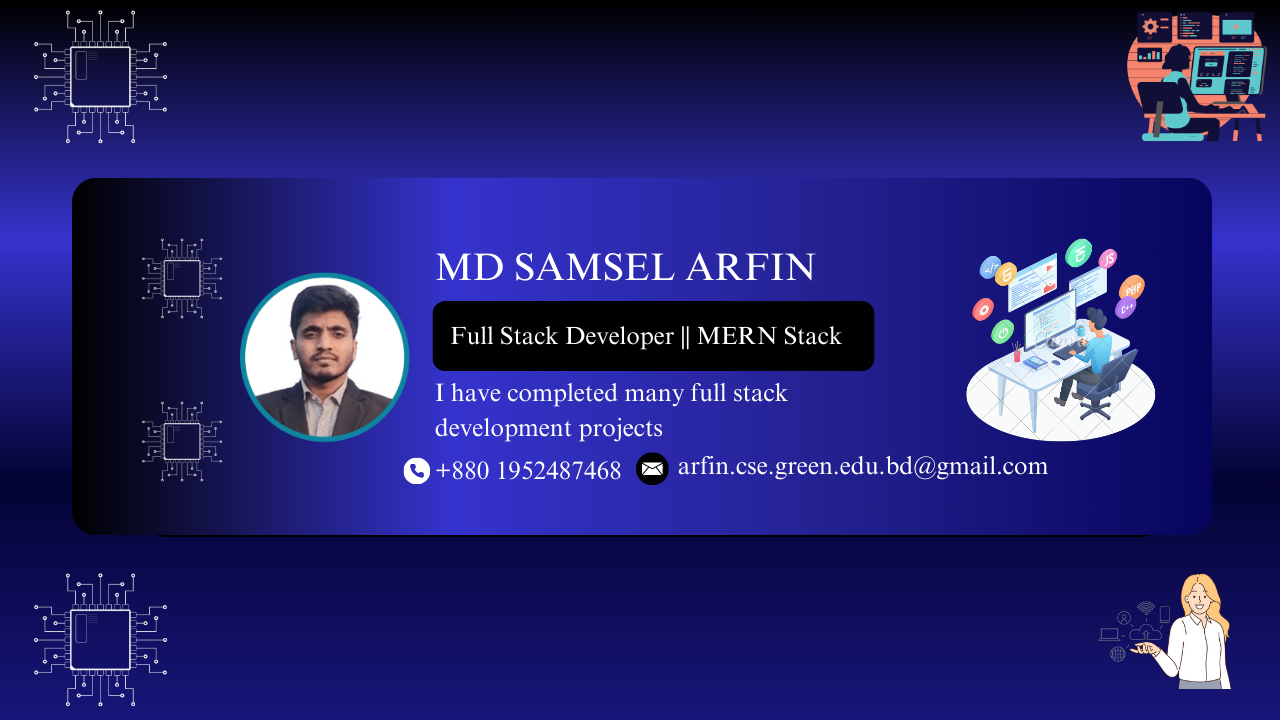 MD SAMSEL ARFIN
Full Stack Developer || MERN Stack
I have completed many full stack
development projects
+880 1952487468
arfin.cse.green.edu.bd@gmail.com
</>
JS
PHP
C++